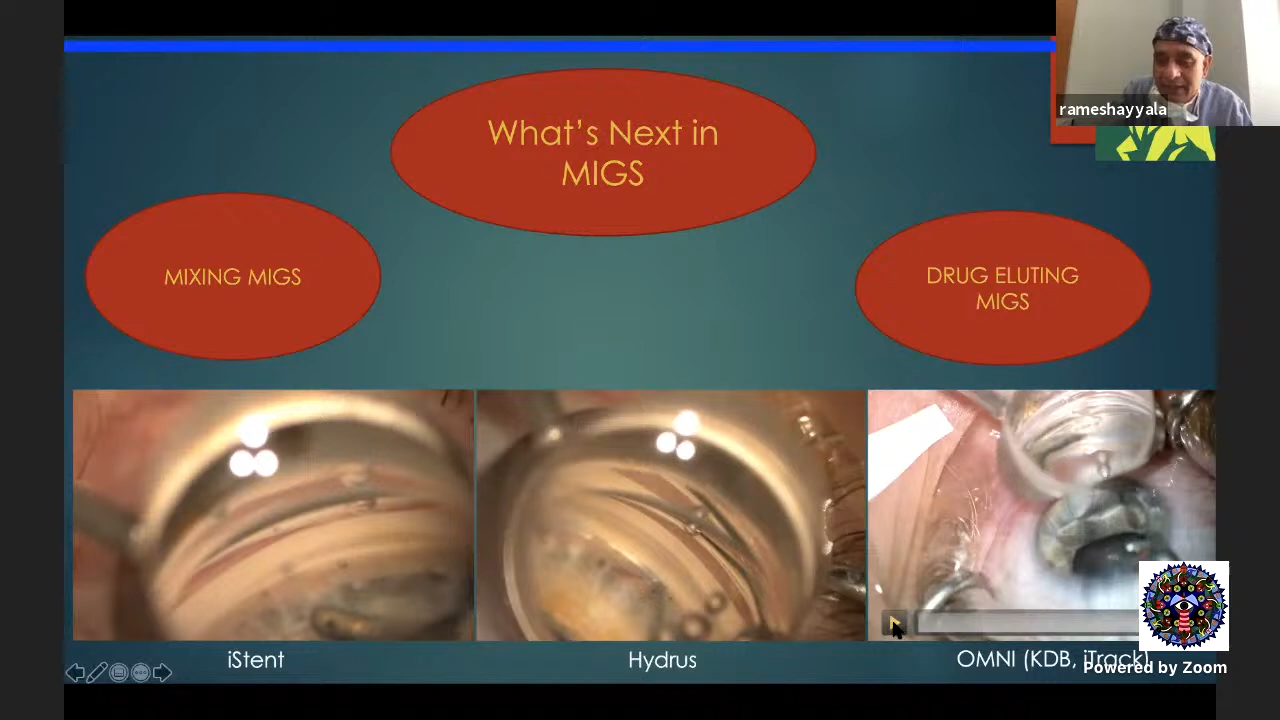 rameshayyala
What's Next in
MIGS
MIXING MIGS
DRUG ELUTING
MIGS
iStent
Hydrus
OMNI (KDB, iTrack)
Powered by Zoom